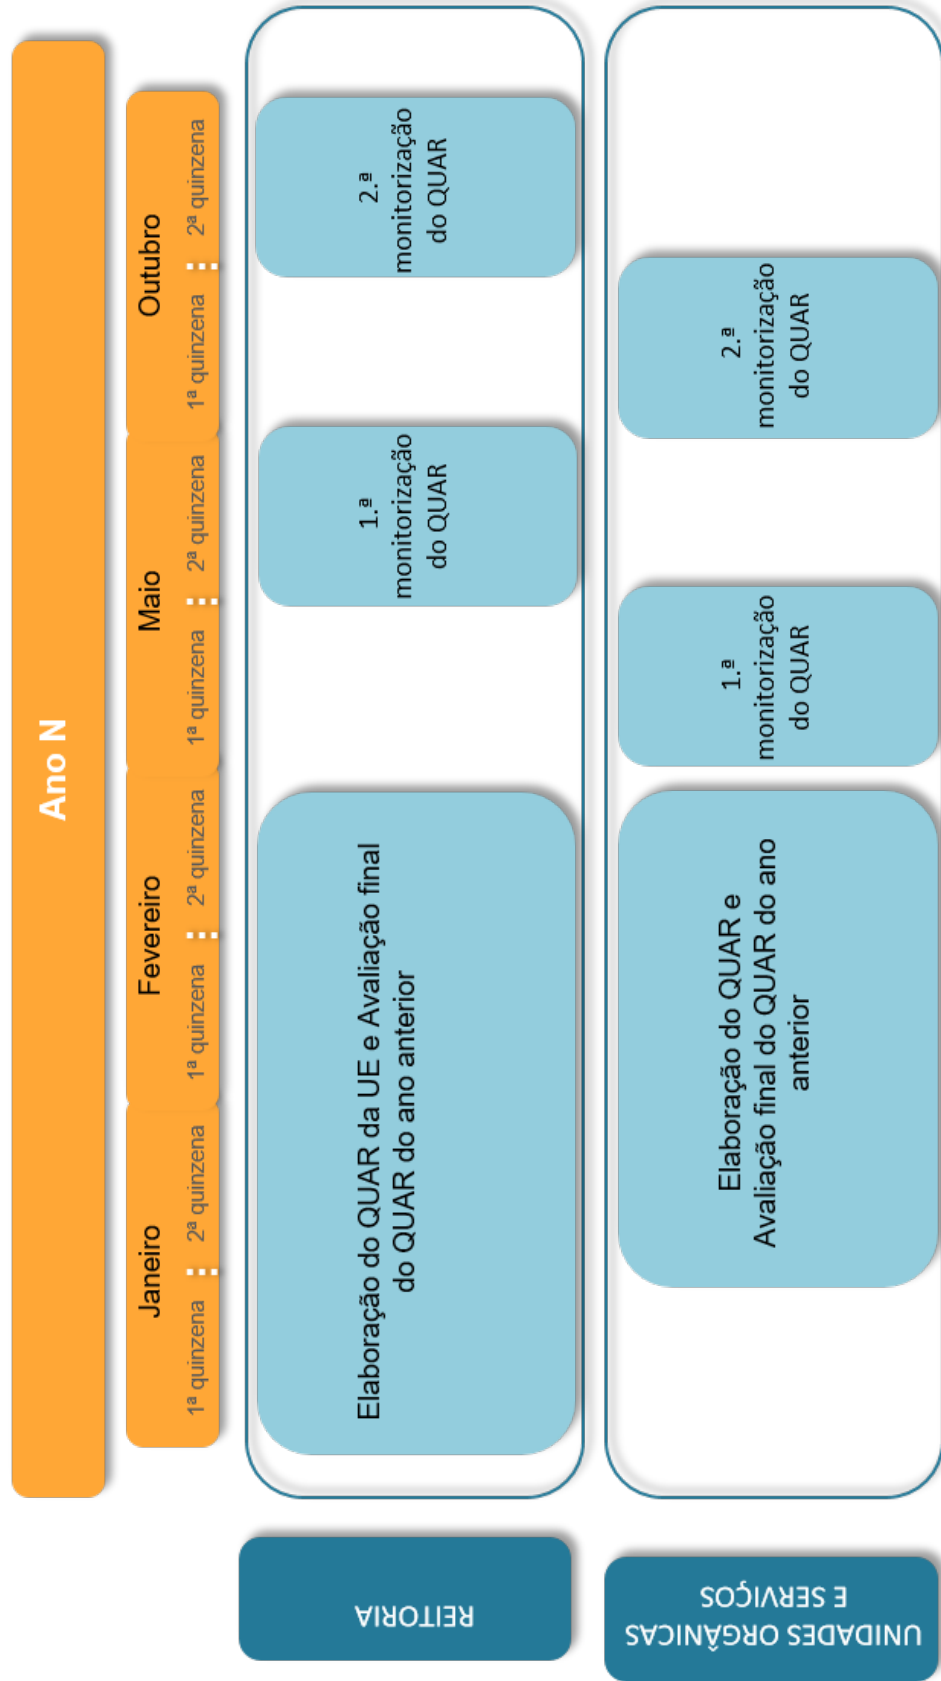 Ano N
Janeiro
1ª quinzena
2ª quinzena
Fevereiro
1ª quinzena
2ª quinzena
Maio
1ª quinzena
2ª quinzena
Outubro
1ª quinzena
2ª quinzena
REITORIA
Elaboração do QUAR da UE e Avaliação final
do QUAR do ano anterior
1.ª
monitorização
do QUAR
2.ª
monitorização
do QUAR
UNIDADES ORGÂNICAS
E SERVIÇOS
Elaboração do QUAR e
Avaliação final do QUAR do ano
anterior
1.ª
monitorização
do QUAR
2.ª
monitorização
do QUAR